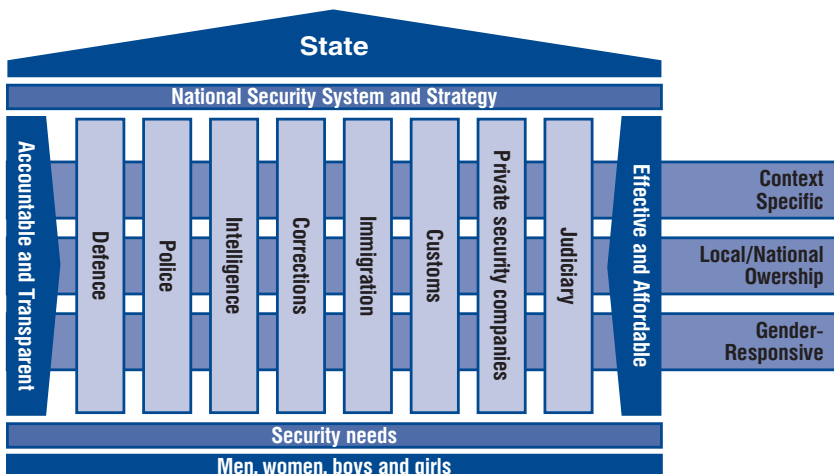 State
National Security System and Strategy
Accountable and Transparent
Defence
Police
Intelligence
Corrections
Immigration
Customs
Private security companies
Judiciary
Effective and Affordable
Context
Specific
Local/National
Owership
Gender-
Responsive
Security needs
Men, women, boys and girls